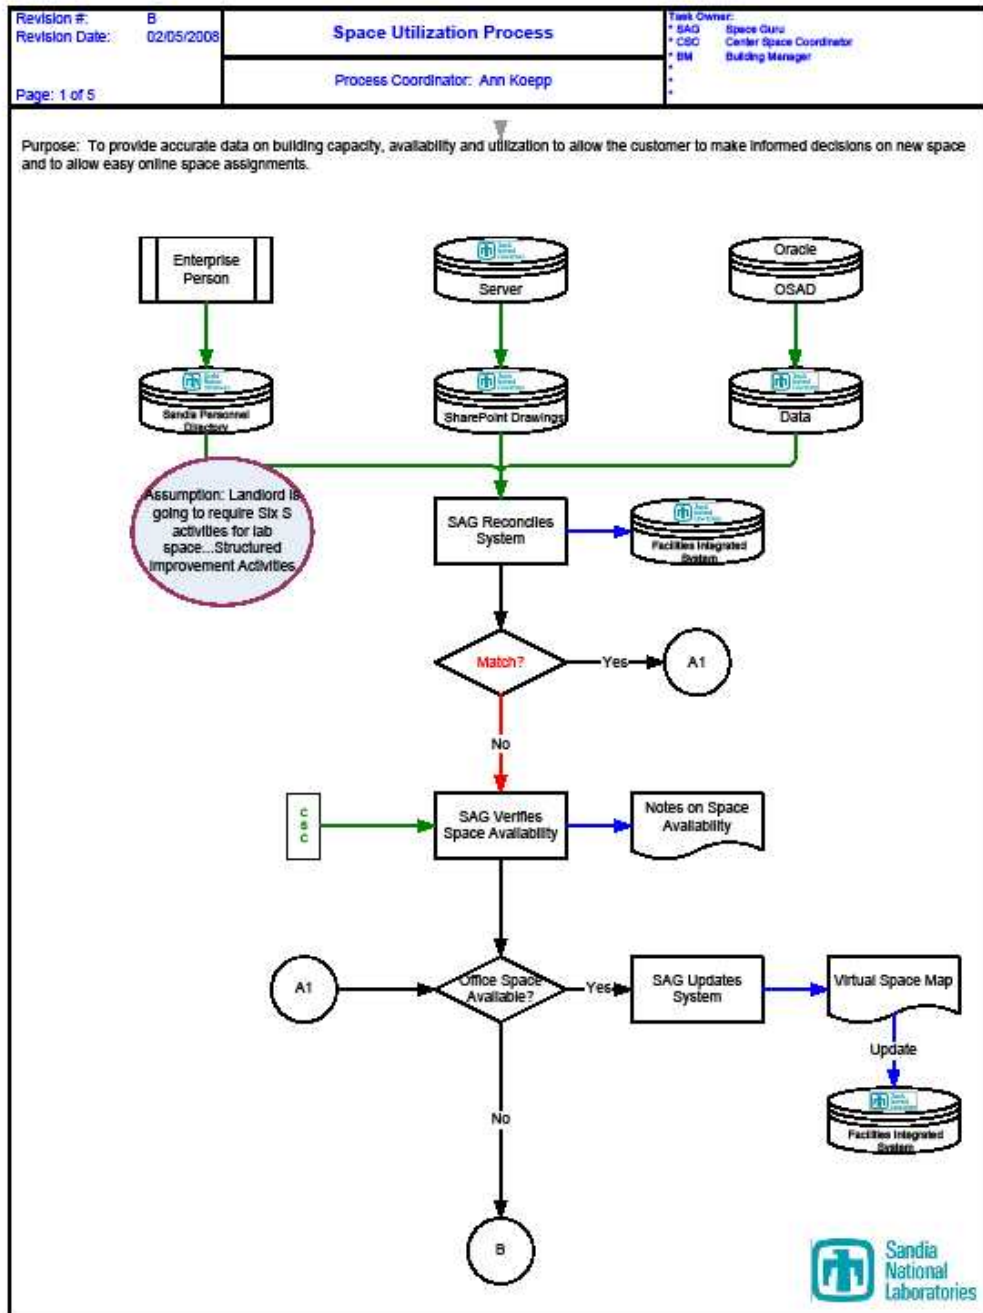 Revision #: B
Revision Date: 02/05/2008
Page: 1 of 5
Space Utilization Process
Process Coordinator: Ann Koepp
Task Owner:
* SAG Space Guru
* CSC Center Space Coordinator
* BM Building Manager
*
*
*
Purpose: To provide accurate data on building capacity, availability and utilization to allow the customer to make informed decisions on new space
and to allow easy online space assignments.
Enterprise
Person
Server
Oracle
OSAD
Sandia Personnel
Directory
SharePoint Drawings
Data
Assumption: Landlord is
going to require Six S
activities for lab
space...Structured
Improvement Activities
SAG Reconciles
System
Facilities Integrated
System
Match?
Yes
A1
No
CSC
SAG Verifies
Space Availability
Notes on Space
Availability
A1
Office Space
Available?
Yes
SAG Updates
System
Virtual Space Map
Update
Facilities Integrated
System
No
B
Sandia
National
Laboratories